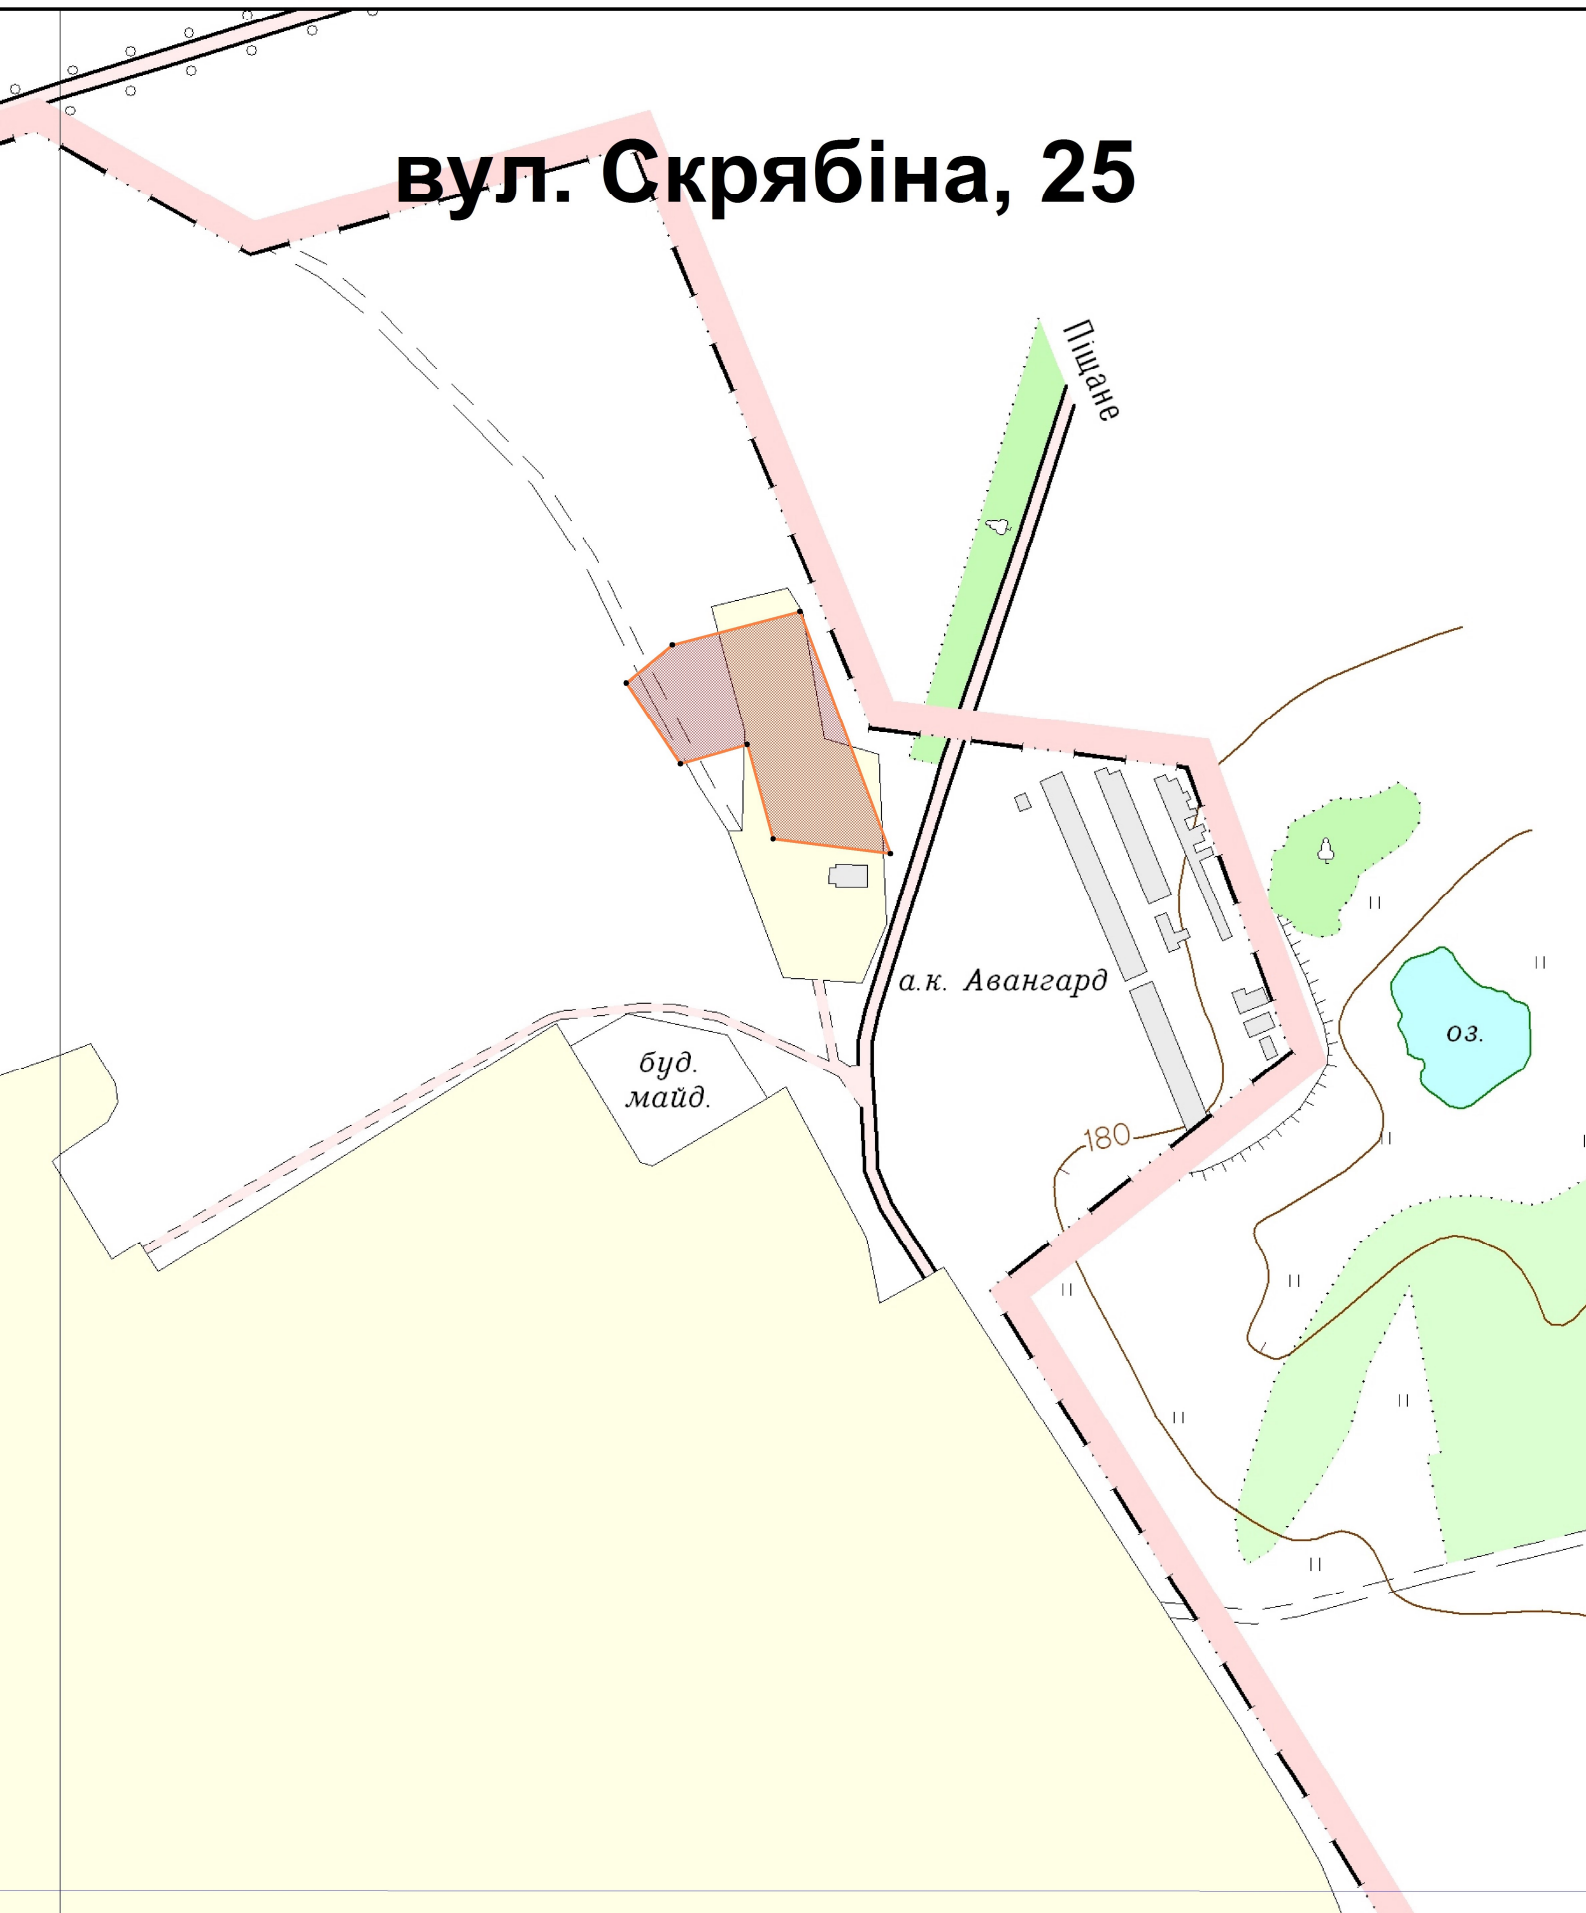 вул. Скрябіна, 25
Піщане
а.к. Авангард
оз.
буд.
майд.
180